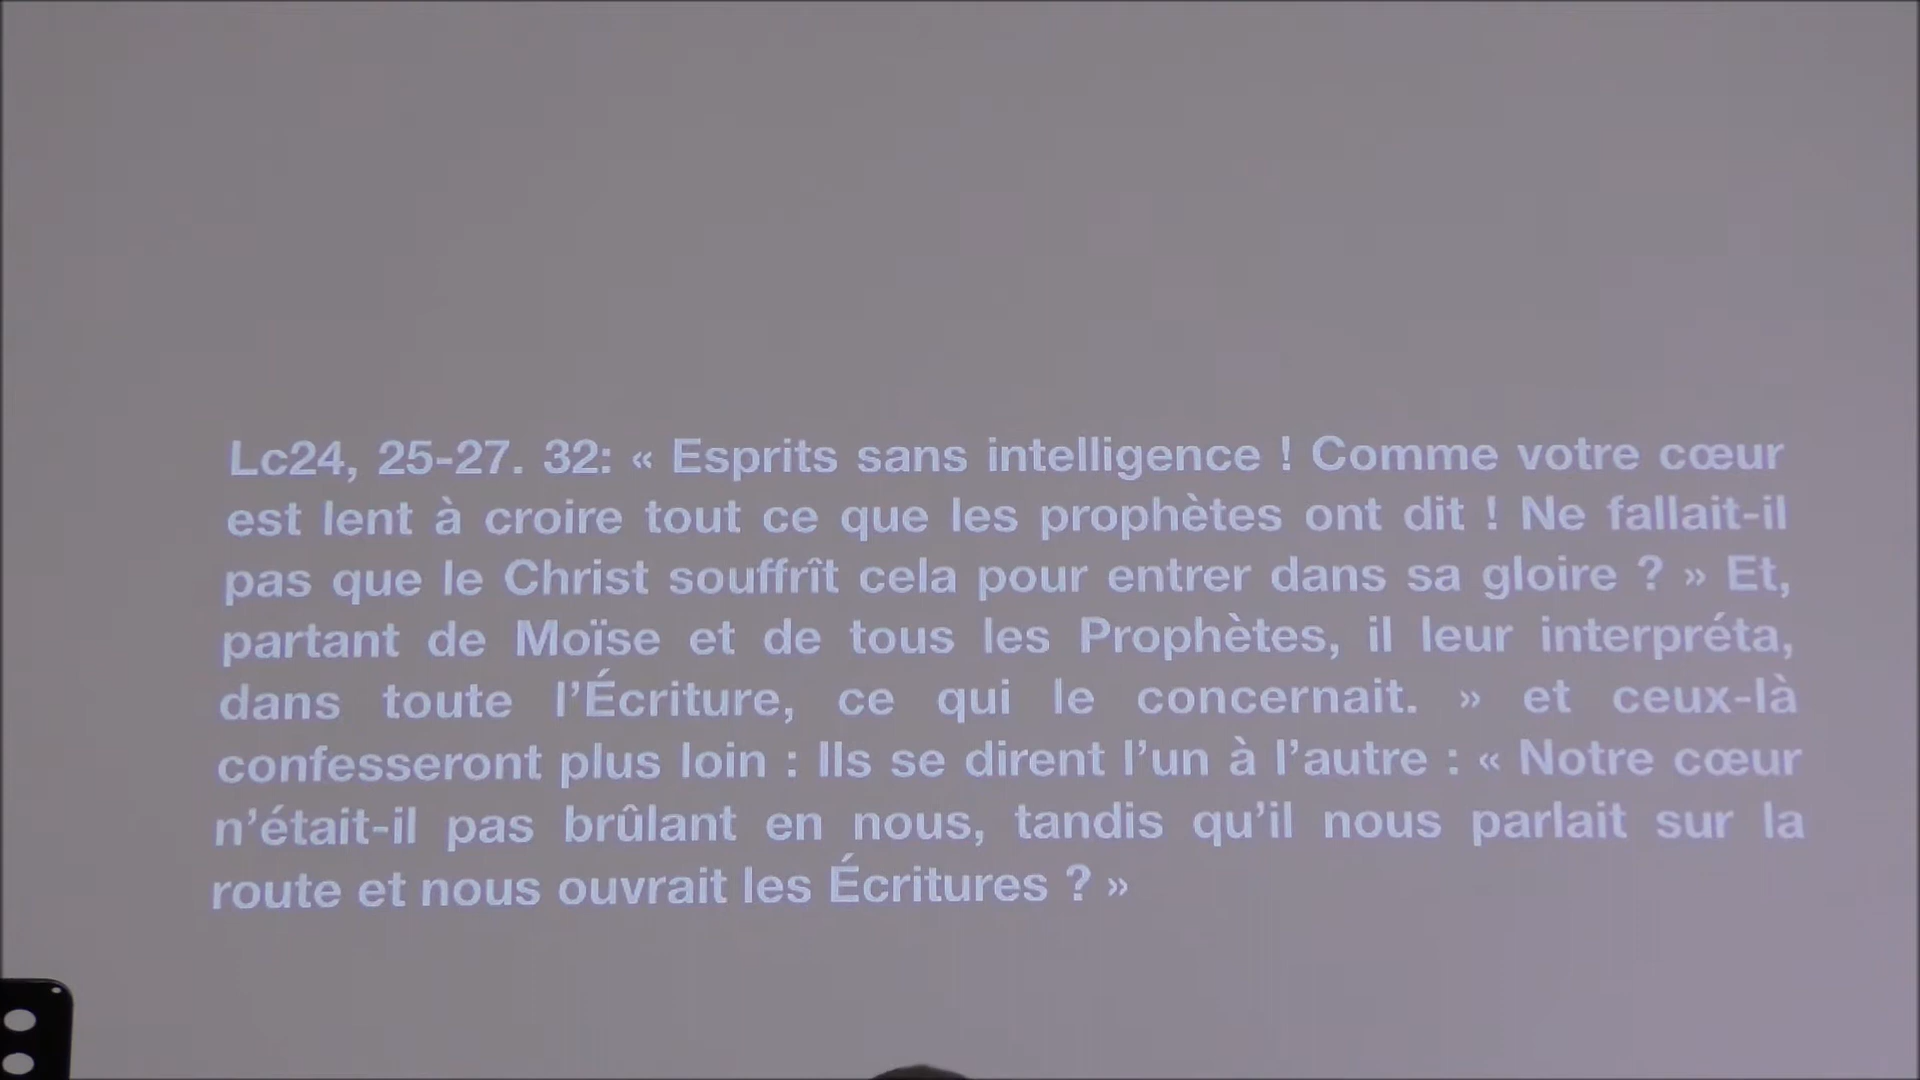 Lc24, 25-27. 32: « Esprits sans intelligence ! Comme votre cœur
est lent à croire tout ce que les prophètes ont dit ! Ne fallait-il
pas que le Christ souffrît cela pour entrer dans sa gloire ? » Et,
partant de Moïse et de tous les Prophètes, il leur interpréta,
dans toute l’Écriture, ce qui le concernait. » et ceux-là
confesseront plus loin : Ils se dirent l’un à l’autre : « Notre cœur
n’était-il pas brûlant en nous, tandis qu’il nous parlait sur la
route et nous ouvrait les Écritures ? »